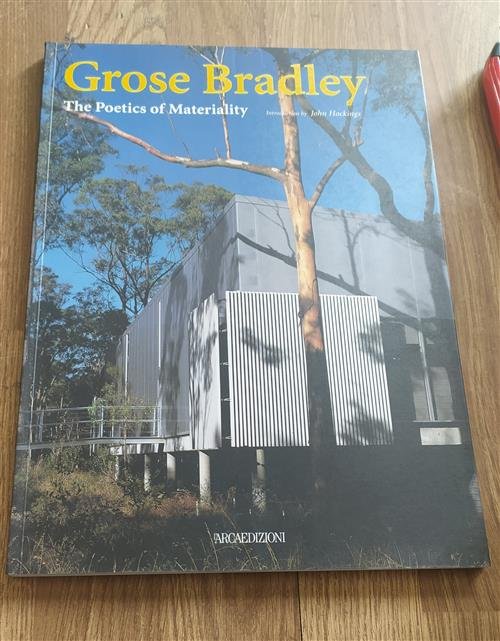 Grose Bradley
The Poetics of Materiality
Introduction by John Hockings
L'ARCAEDIZIONI